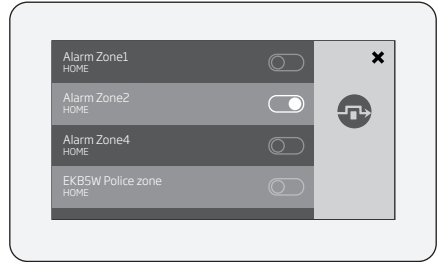 Alarm Zone1
HOME
Alarm Zone2
HOME
Alarm Zone4
HOME
EKB5W Police zone
HOME